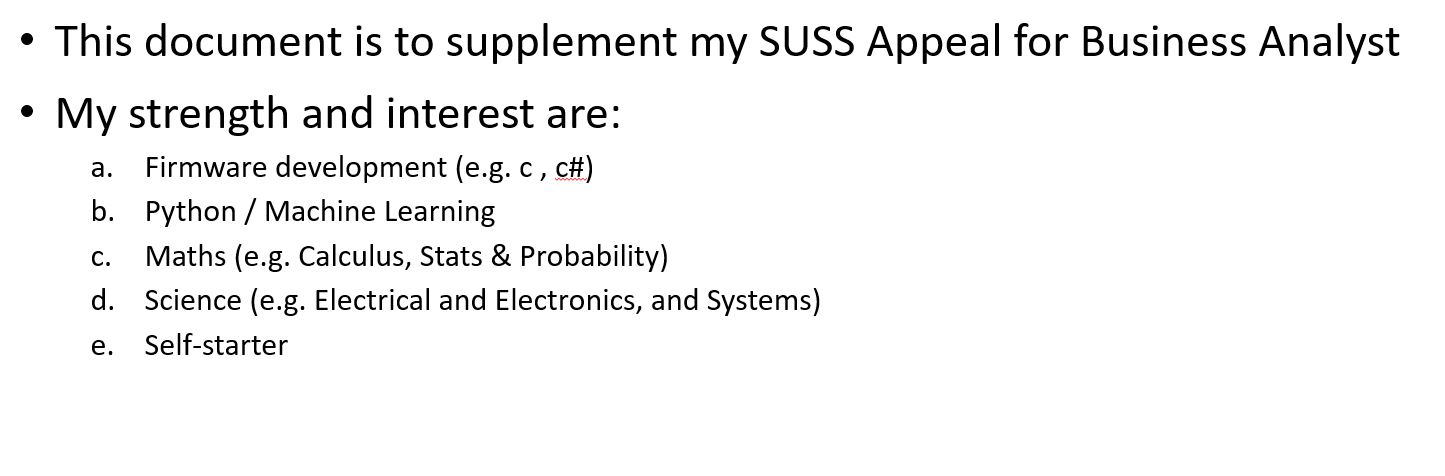 • This document is to supplement my SUSS Appeal for Business Analyst
• My strength and interest are:
a. Firmware development (e.g. c , c#)
b. Python / Machine Learning
c. Maths (e.g. Calculus, Stats & Probability)
d. Science (e.g. Electrical and Electronics, and Systems)
e. Self-starter